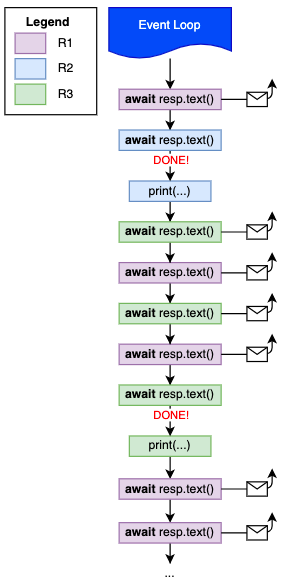 Legend
R1
R2
R3
Event Loop
await resp.text()
await resp.text()
DONE!
print(...)
await resp.text()
await resp.text()
await resp.text()
await resp.text()
await resp.text()
DONE!
print(...)
await resp.text()
await resp.text()
...